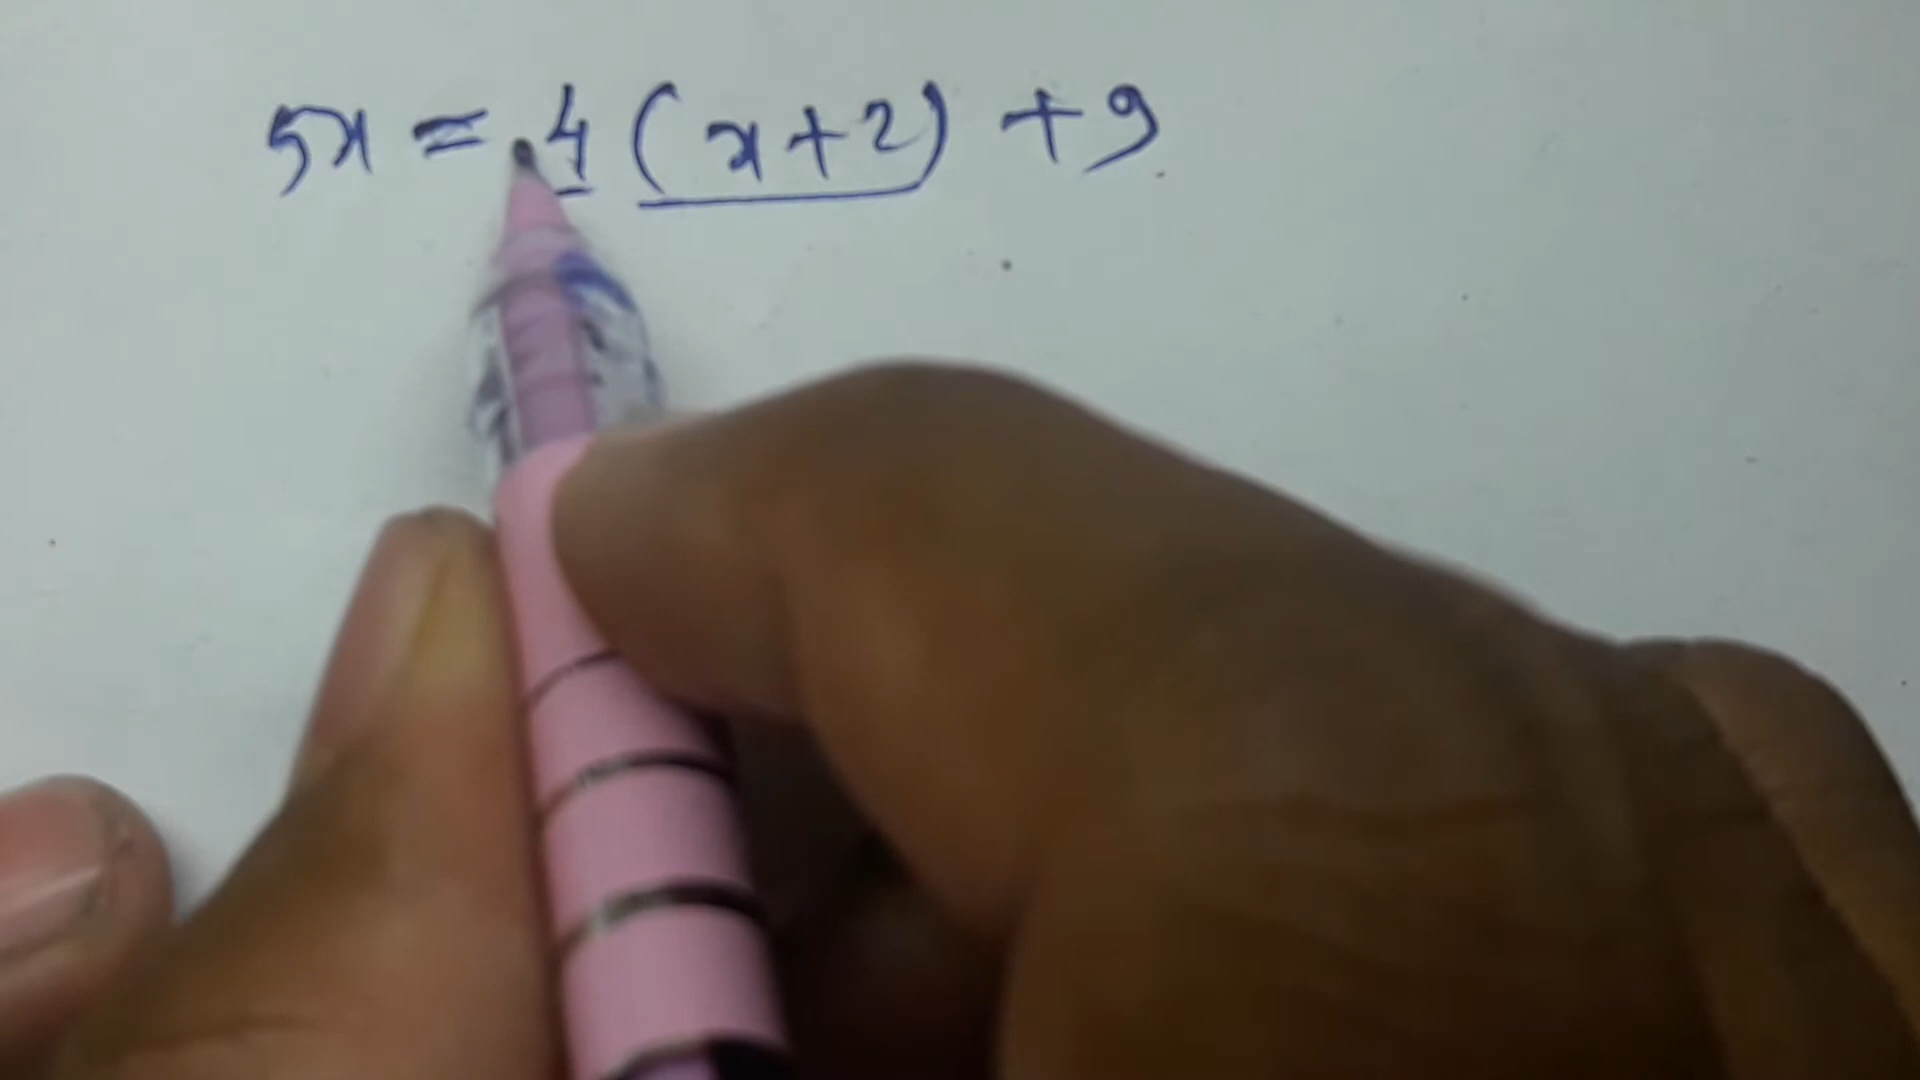 5x = 4 (x+2) +9